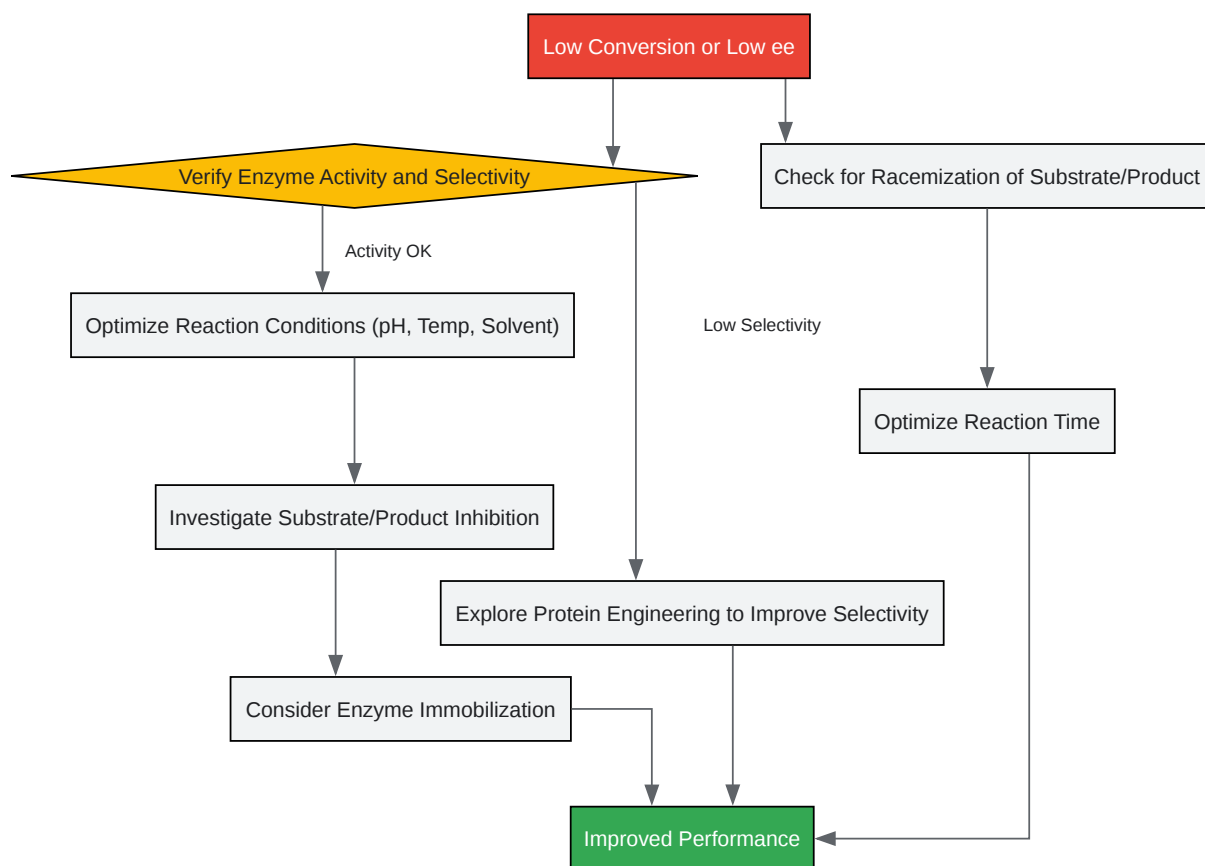 Low Conversion or Low ee
Verify Enzyme Activity and Selectivity
Check for Racemization of Substrate/Product
Activity OK
Optimize Reaction Conditions (pH, Temp, Solvent)
Low Selectivity
Optimize Reaction Time
Investigate Substrate/Product Inhibition
Explore Protein Engineering to Improve Selectivity
Consider Enzyme Immobilization
Improved Performance